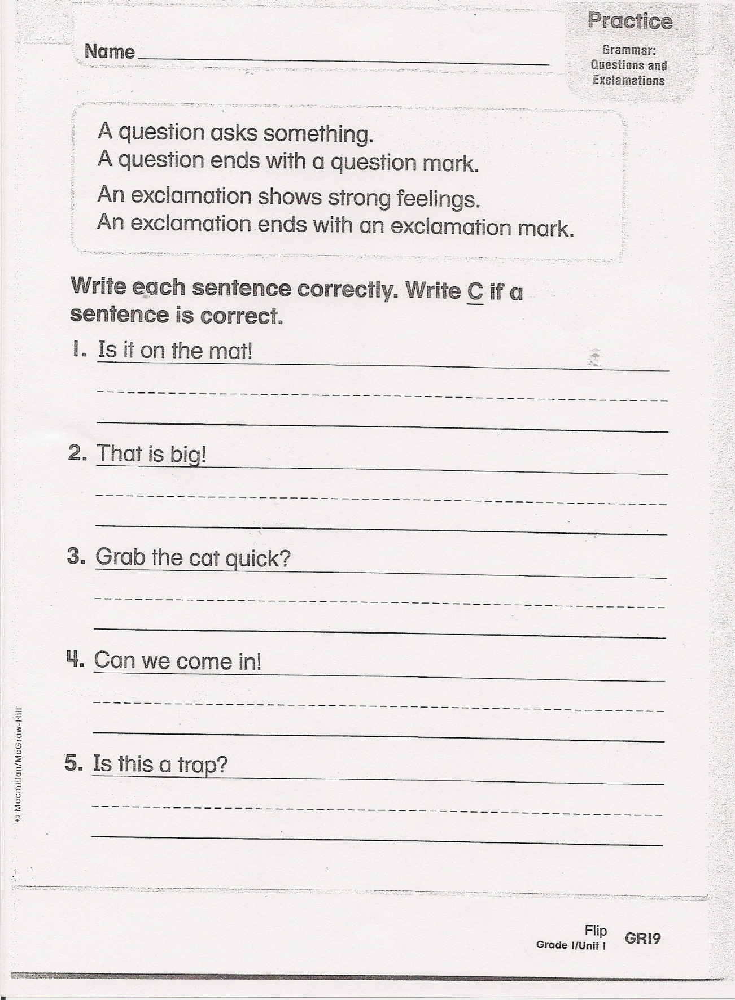 Practice
Name
Grammar:
Questions and
Exclamations
A question asks something.
A question ends with a question mark.
An exclamation shows strong feelings.
An exclamation ends with an exclamation mark.
Write each sentence correctly. Write C if a
sentence is correct.
1. Is it on the mat!
2. That is big!
3. Grab the cat quick?
4. Can we come in!
5. Is this a trap?
© Macmillan/McGraw-Hill
Flip
Grade 1/Unit 1
GR19